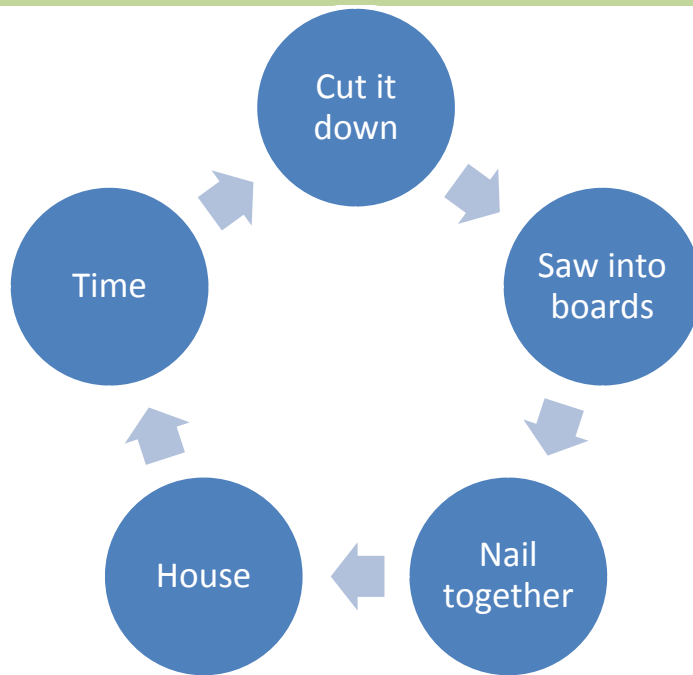 Cut it
down
Saw into
boards
Nail
together
House
Time